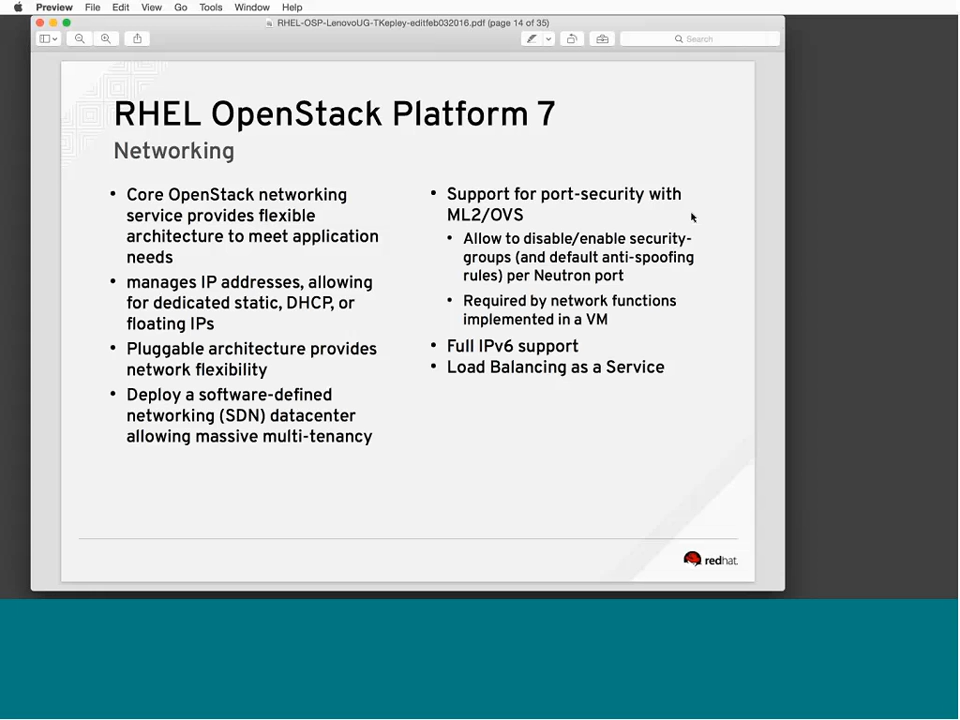 Preview File Edit View Go Tools Window Help
RHEL-OSP-LenovoUG-TKepley-editfeb032016.pdf (page 14 of 35)
Search
RHEL OpenStack Platform 7
Networking
• Core OpenStack networking
service provides flexible
architecture to meet application
needs
• manages IP addresses, allowing
for dedicated static, DHCP, or
floating IPs
• Pluggable architecture provides
network flexibility
• Deploy a software-defined
networking (SDN) datacenter
allowing massive multi-tenancy
• Support for port-security with
ML2/OVS
• Allow to disable/enable security-
groups (and default anti-spoofing
rules) per Neutron port
• Required by network functions
implemented in a VM
• Full IPv6 support
• Load Balancing as a Service
redhat.